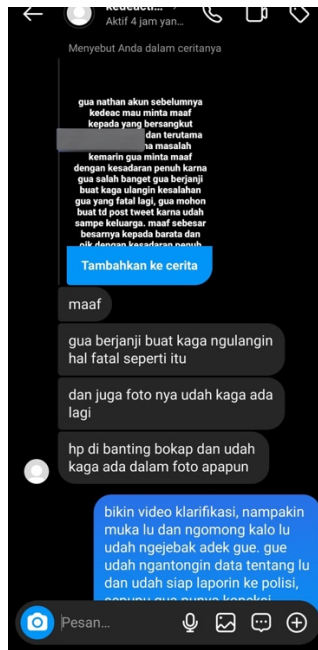 Aktif 4 jam yan...
Menyebut Anda dalam ceritanya
gua nathan akun sebelumnya
kedeac mau minta maaf
kepada yang bersangkut
dan terutama
masalah
kemarin gua minta maaf
dengan kesadaran penuh karna
gua salah banget gua berjanji
buat kaga ulangin kesalahan
gua yang fatal lagi, gua mohon
buat td post tweet karna udah
sampe keluarga. maaf sebesar
besarnya kepada barata dan
oik dengan kesadaran penuh
Tambahkan ke cerita
maaf
gua berjanji buat kaga ngulangin
hal fatal seperti itu
dan juga foto nya udah kaga ada
lagi
hp di banting bokap dan udah
kaga ada dalam foto apapun
bikin video klarifikasi, nampakin
muka lu dan ngomong kalo lu
udah ngejebak adek gue. gue
udah ngantongin data tentang lu
dan udah siap laporin ke polisi,
Pesan...